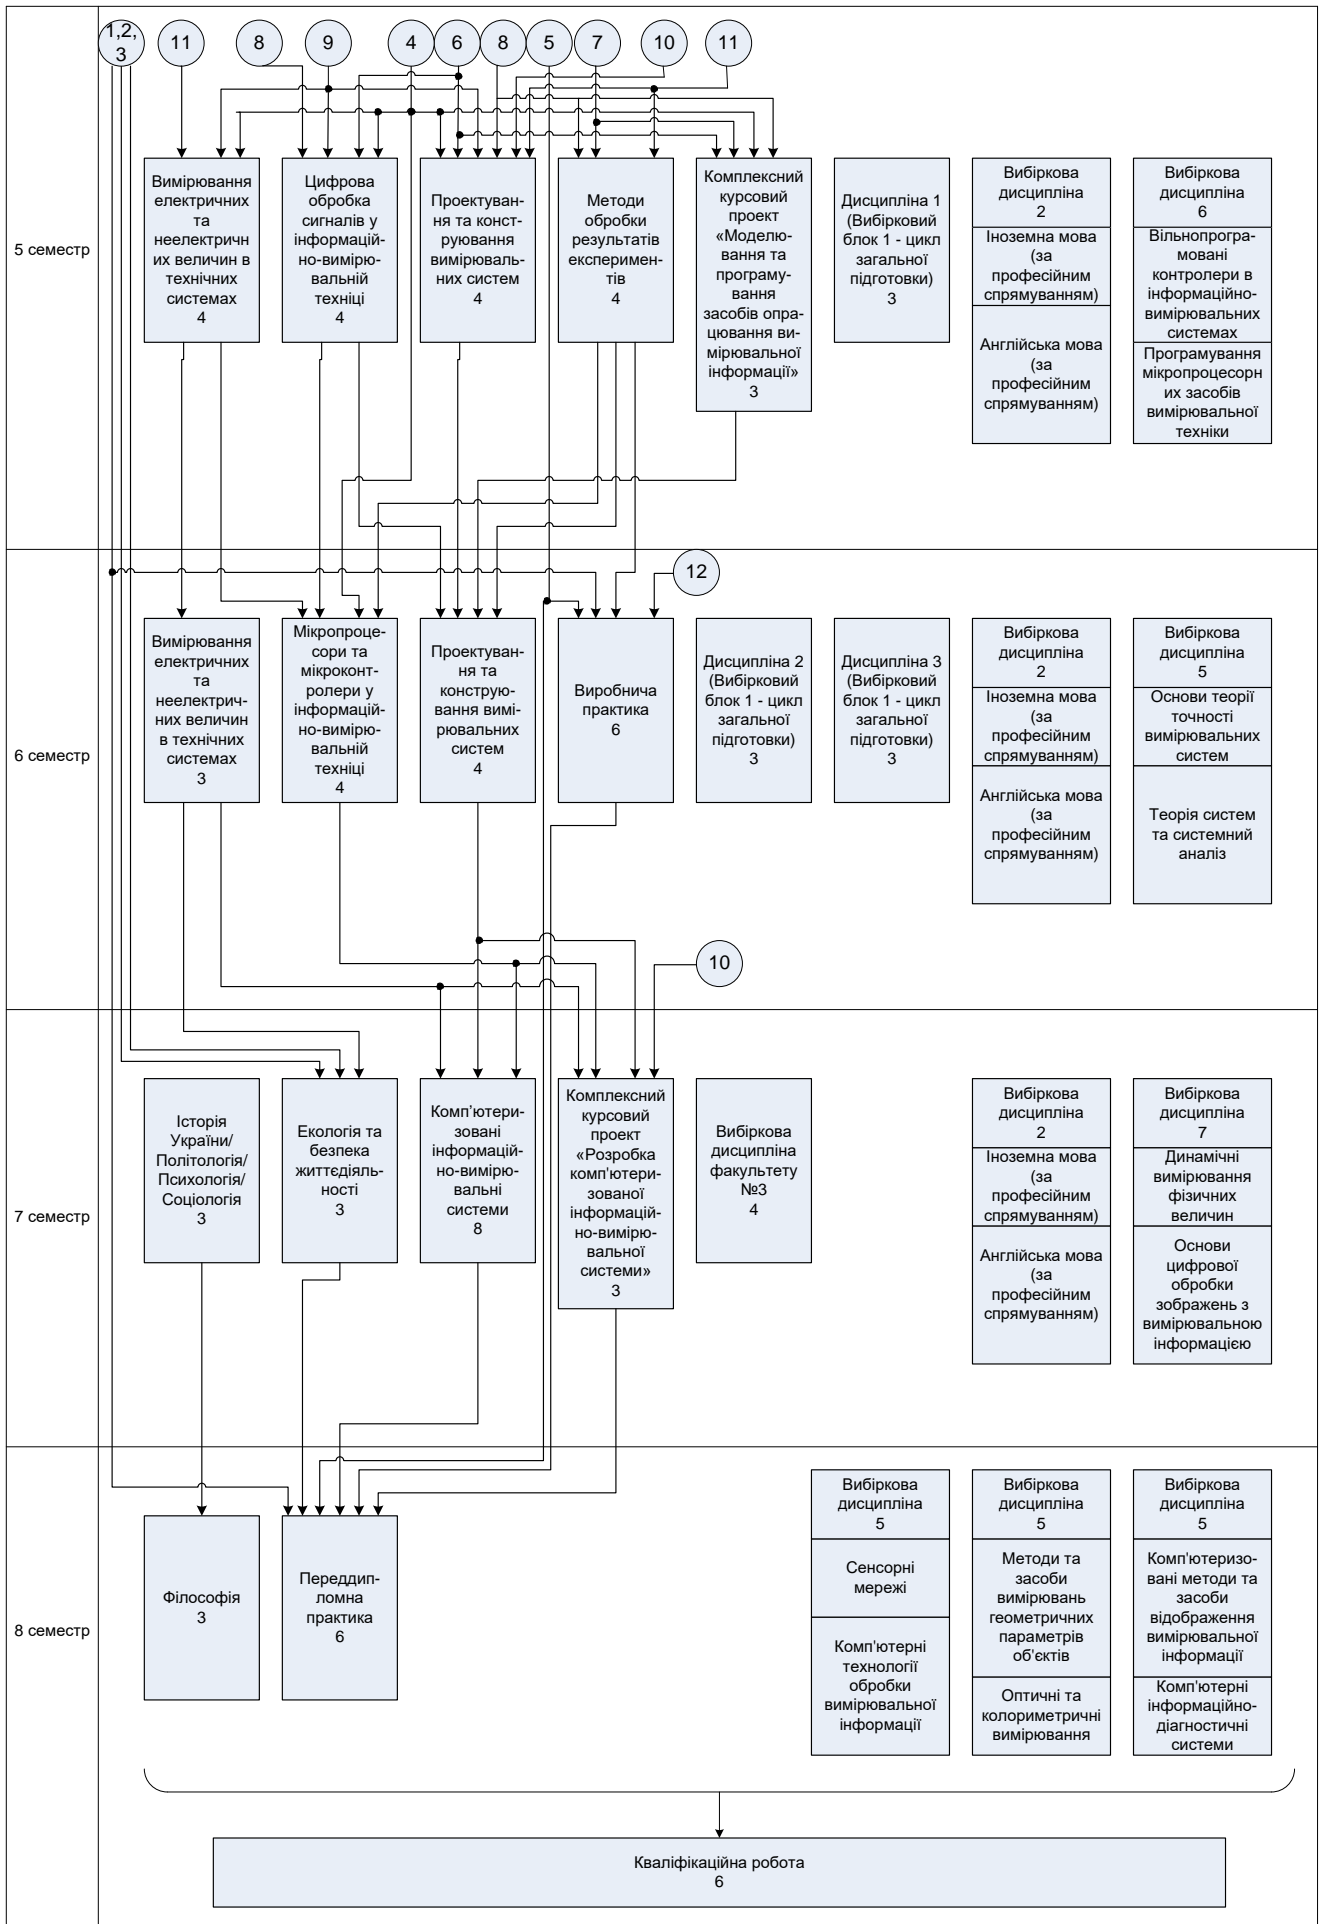 1,2,
3
11
8
9
4
6
8
5
7
10
11
5 семестр
Вимірювання
електричних
та
неелектричн
их величин в
технічних
системах
4
Цифрова
обробка
сигналів у
інформацій-
но-вимірю-
вальній
техніці
4
Проектуван-
ня та конст-
руювання
вимірюваль-
них систем
4
Методи
обробки
результатів
експеримен-
тів
4
Комплексний
курсовий
проект
«Моделю-
вання та
програму-
вання
засобів опра-
цювання ви-
мірювальної
інформації»
3
Дисципліна 1
(Вибірковий
блок 1 - цикл
загальної
підготовки)
3
Вибіркова
дисципліна
2
Іноземна мова
(за
професійним
спрямуванням)
Англійська мова
(за
професійним
спрямуванням)
Вибіркова
дисципліна
6
Вільнопрогра-
мовані
контролери в
інформаційно-
вимірювальних
системах
Програмування
мікропроцесорн
их засобів
вимірювальної
техніки
12
6 семестр
Вимірювання
електричних
та
неелектрич-
них величин
в технічних
системах
3
Мікропроце-
сори та
мікроконт-
ролери у
інформацій-
но-вимірю-
вальній
техніці
4
Проектуван-
ня та
конструю-
вання вимі-
рювальних
систем
4
Виробнича
практика
6
Дисципліна 2
(Вибірковий
блок 1 - цикл
загальної
підготовки)
3
Дисципліна 3
(Вибірковий
блок 1 - цикл
загальної
підготовки)
3
Вибіркова
дисципліна
2
Іноземна мова
(за
професійним
спрямуванням)
Англійська мова
(за
професійним
спрямуванням)
Вибіркова
дисципліна
5
Основи теорії
точності
вимірювальних
систем
Теорія систем
та системний
аналіз
10
7 семестр
Історія
України/
Політологія/
Психологія/
Соціологія
3
Екологія та
безпека
життєдіяль-
ності
3
Комп’ютери-
зовані
інформацій-
но-вимірю-
вальні
системи
8
Комплексний
курсовий
проект
«Розробка
комп’ютери-
зованої
інформацій-
но-вимірю-
вальної
системи»
3
Вибіркова
дисципліна
факультету
№3
4
Вибіркова
дисципліна
2
Іноземна мова
(за
професійним
спрямуванням)
Англійська мова
(за
професійним
спрямуванням)
Вибіркова
дисципліна
7
Динамічні
вимірювання
фізичних
величин
Основи
цифрової
обробки
зображень з
вимірювальною
інформацією
8 семестр
Філософія
3
Переддип-
ломна
практика
6
Вибіркова
дисципліна
5
Сенсорні
мережі
Комп'ютерні
технології
обробки
вимірювальної
інформації
Вибіркова
дисципліна
5
Методи та
засоби
вимірювань
геометричних
параметрів
об'єктів
Оптичні та
колориметричні
вимірювання
Вибіркова
дисципліна
5
Комп'ютеризо-
вані методи та
засоби
відображення
вимірювальної
інформації
Комп'ютерні
інформаційно-
діагностичні
системи
Кваліфікаційна робота
6